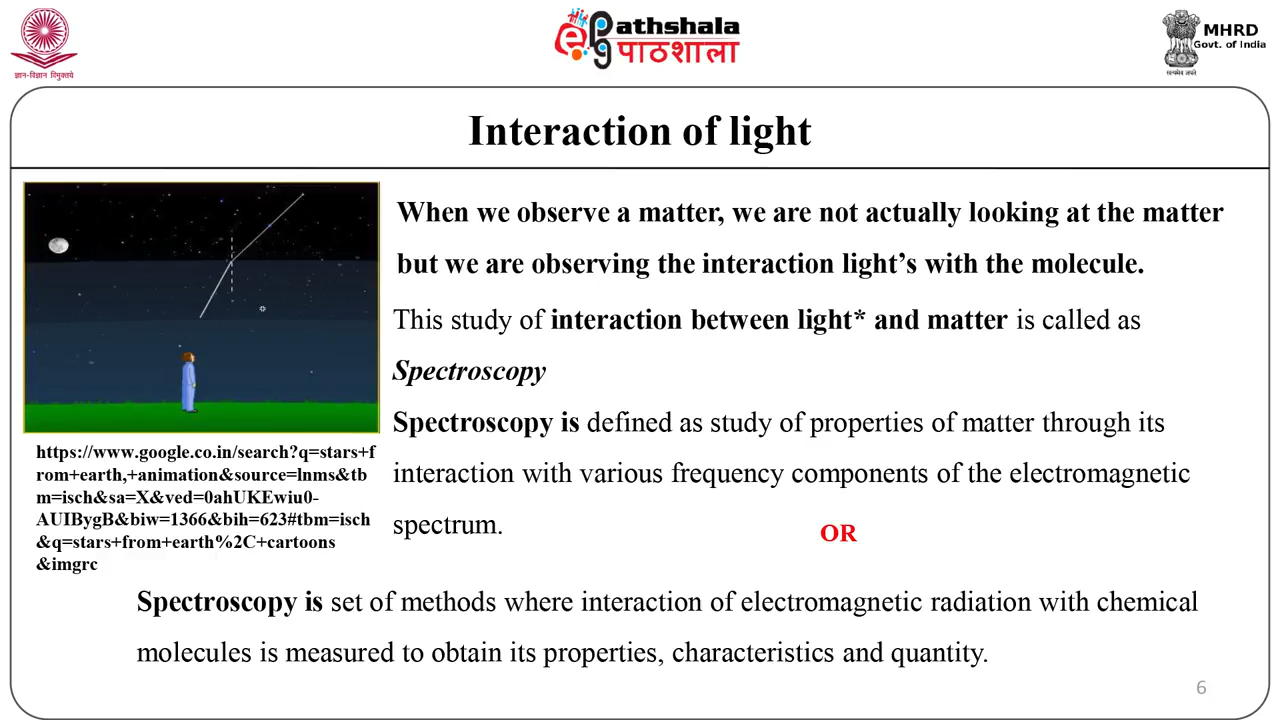 ज्ञान-विज्ञान विमुक्तये
ePathshala
पाठशाला
MHRD
Govt. of India
सत्यमेव जयते
Interaction of light
When we observe a matter, we are not actually looking at the matter
but we are observing the interaction light’s with the molecule.
This study of interaction between light* and matter is called as
Spectroscopy
Spectroscopy is defined as study of properties of matter through its
interaction with various frequency components of the electromagnetic
spectrum.
OR
https://www.google.co.in/search?q=stars+f
rom+earth,+animation&source=lnms&tb
m=isch&sa=X&ved=0ahUKEwiu0-
AUIBygB&biw=1366&bih=623#tbm=isch
&q=stars+from+earth%2C+cartoons
&imgrc
Spectroscopy is set of methods where interaction of electromagnetic radiation with chemical
molecules is measured to obtain its properties, characteristics and quantity.
6